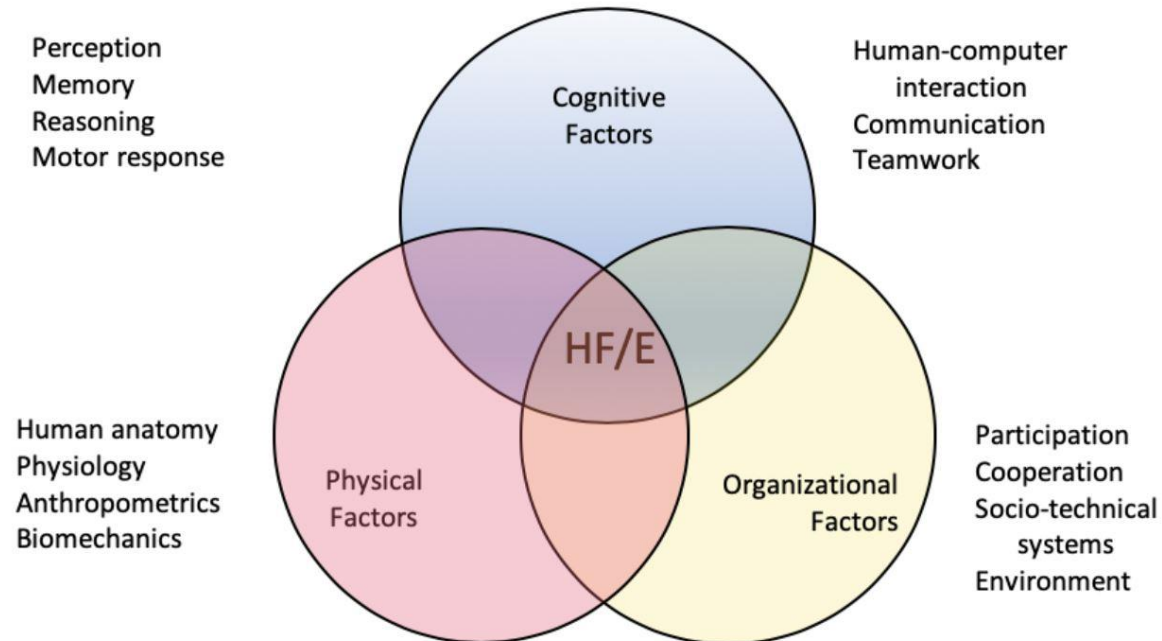 Perception
Memory
Reasoning
Motor response
Cognitive
Factors
Human-computer
interaction
Communication
Teamwork
HF/E
Human anatomy
Physiology
Anthropometrics
Biomechanics
Physical
Factors
Organizational
Factors
Participation
Cooperation
Socio-technical
systems
Environment